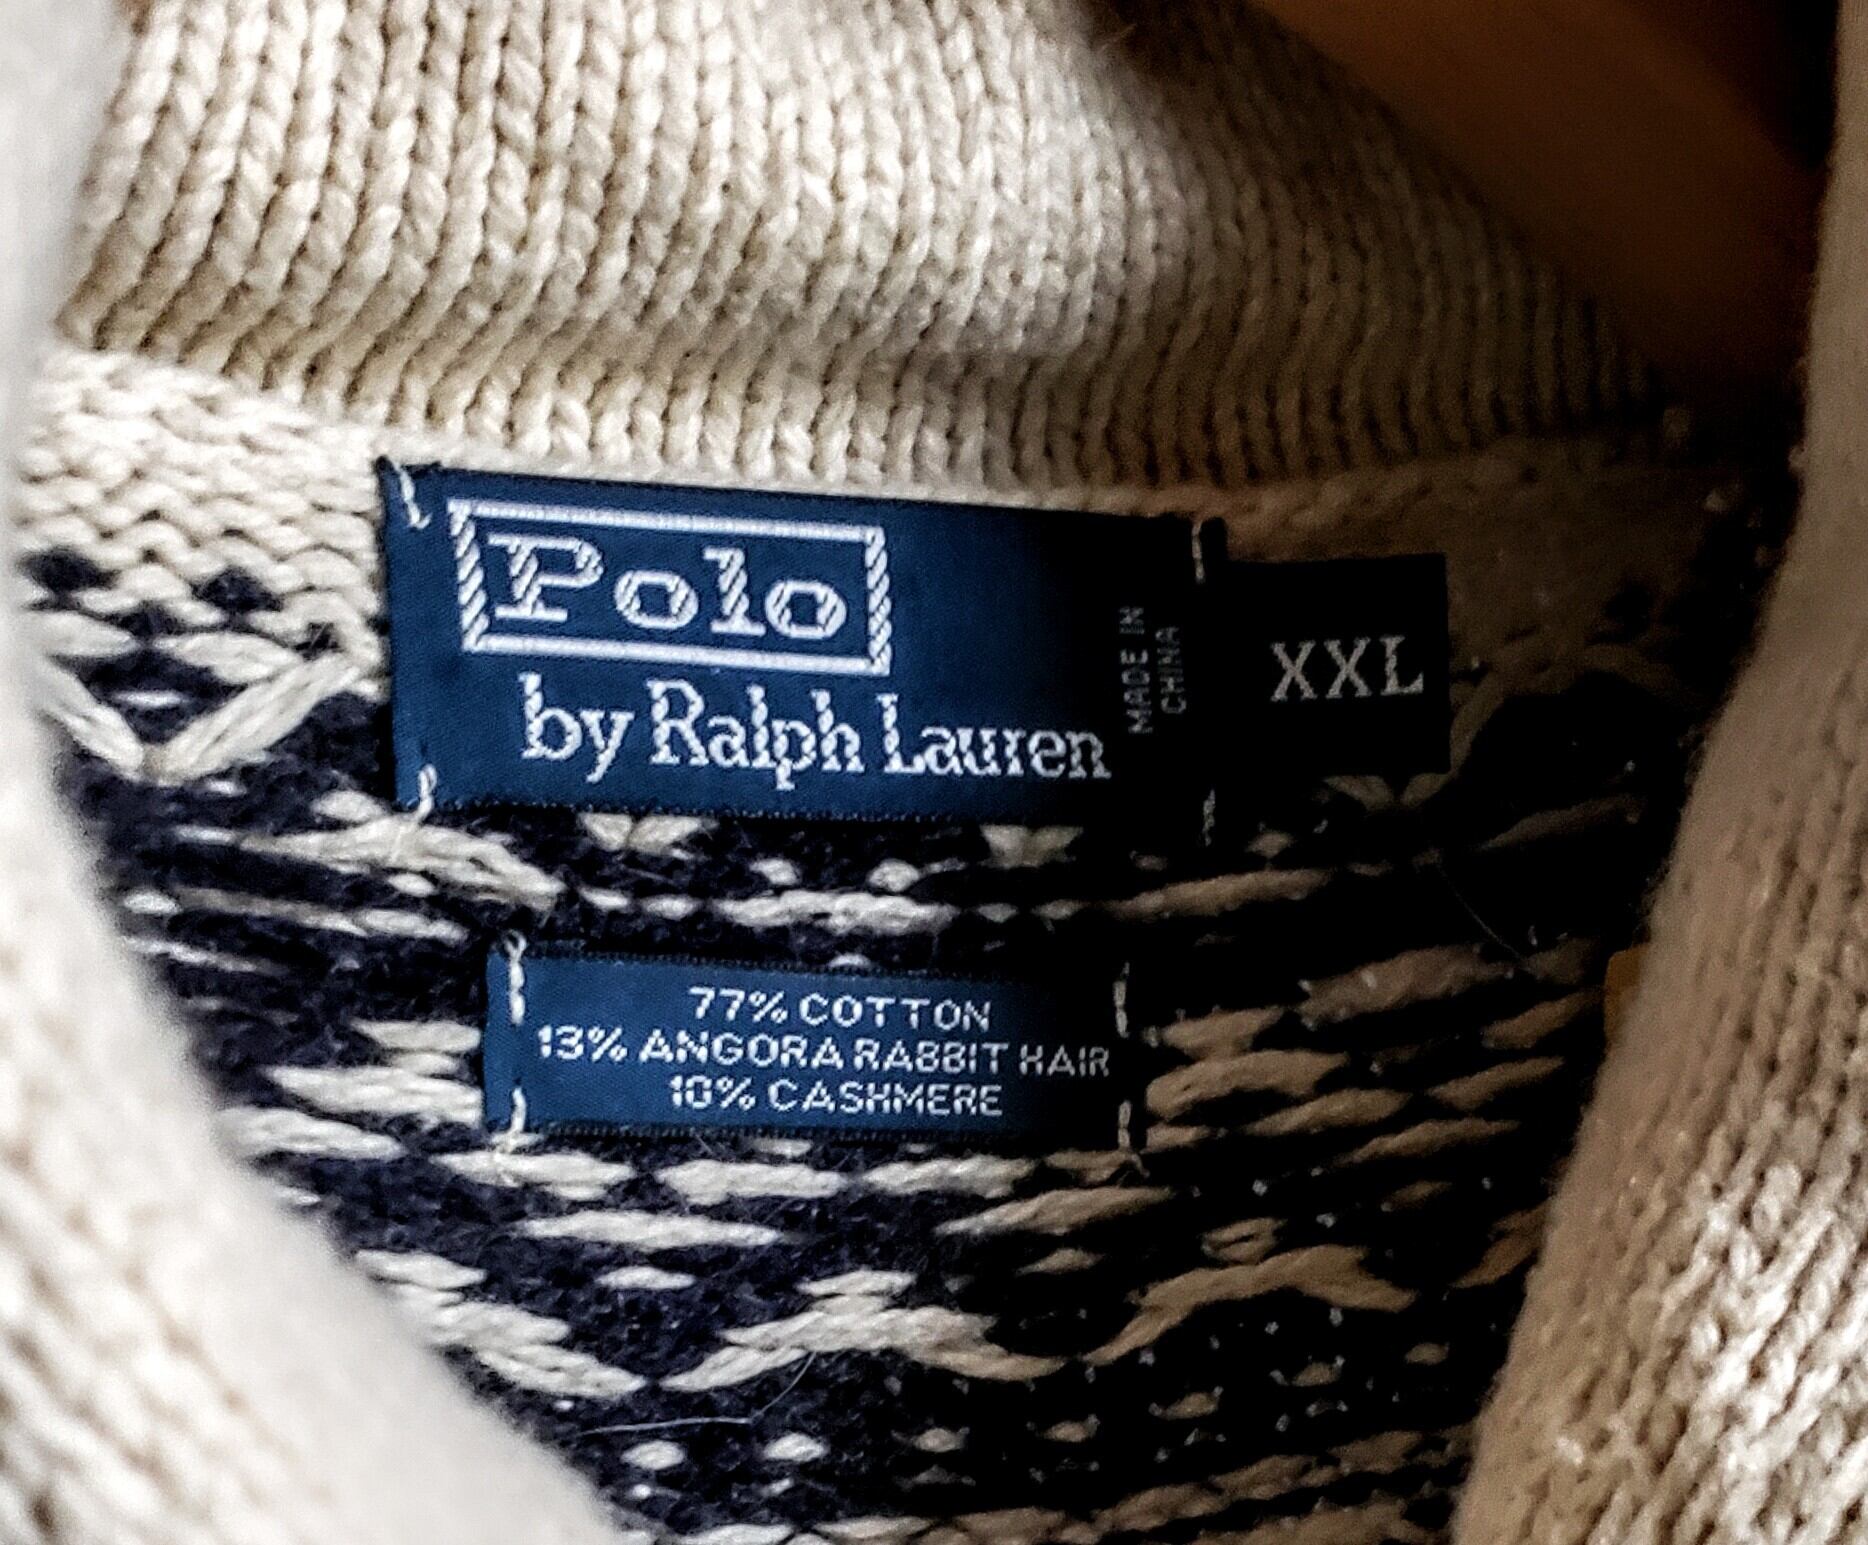 Polo
by Ralph Lauren
MADE IN
CHINA
XXL
77% COTTON
13% ANGORA RABBIT HAIR
10% CASHMERE